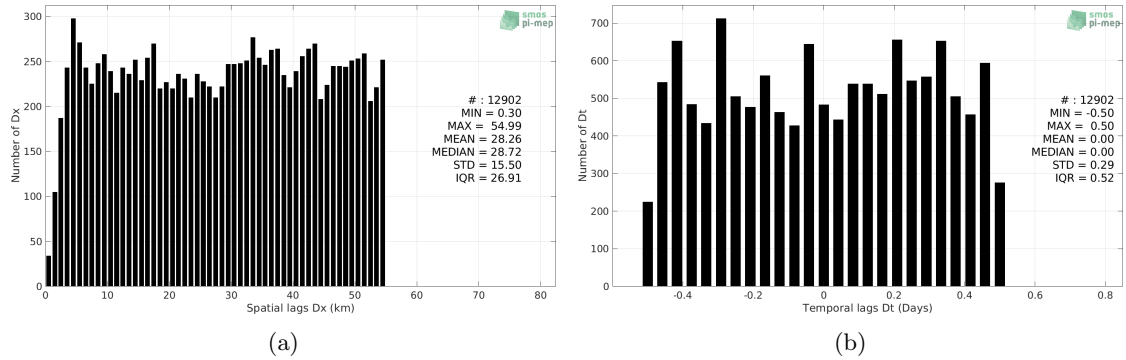 smos
pi-mep
300
250
200
150
100
50
0
Number of Dx
# : 12902
MIN = 0.30
MAX = 54.99
MEAN = 28.26
MEDIAN = 28.72
STD = 15.50
IQR = 26.91
0 10 20 30 40 50 60 70 80
Spatial lags Dx (km)
(a)
smos
pi-mep
700
600
500
400
300
200
100
0
Number of Dt
# : 12902
MIN = -0.50
MAX = 0.50
MEAN = 0.00
MEDIAN = 0.00
STD = 0.29
IQR = 0.52
-0.4 -0.2 0 0.2 0.4 0.6 0.8
Temporal lags Dt (Days)
(b)